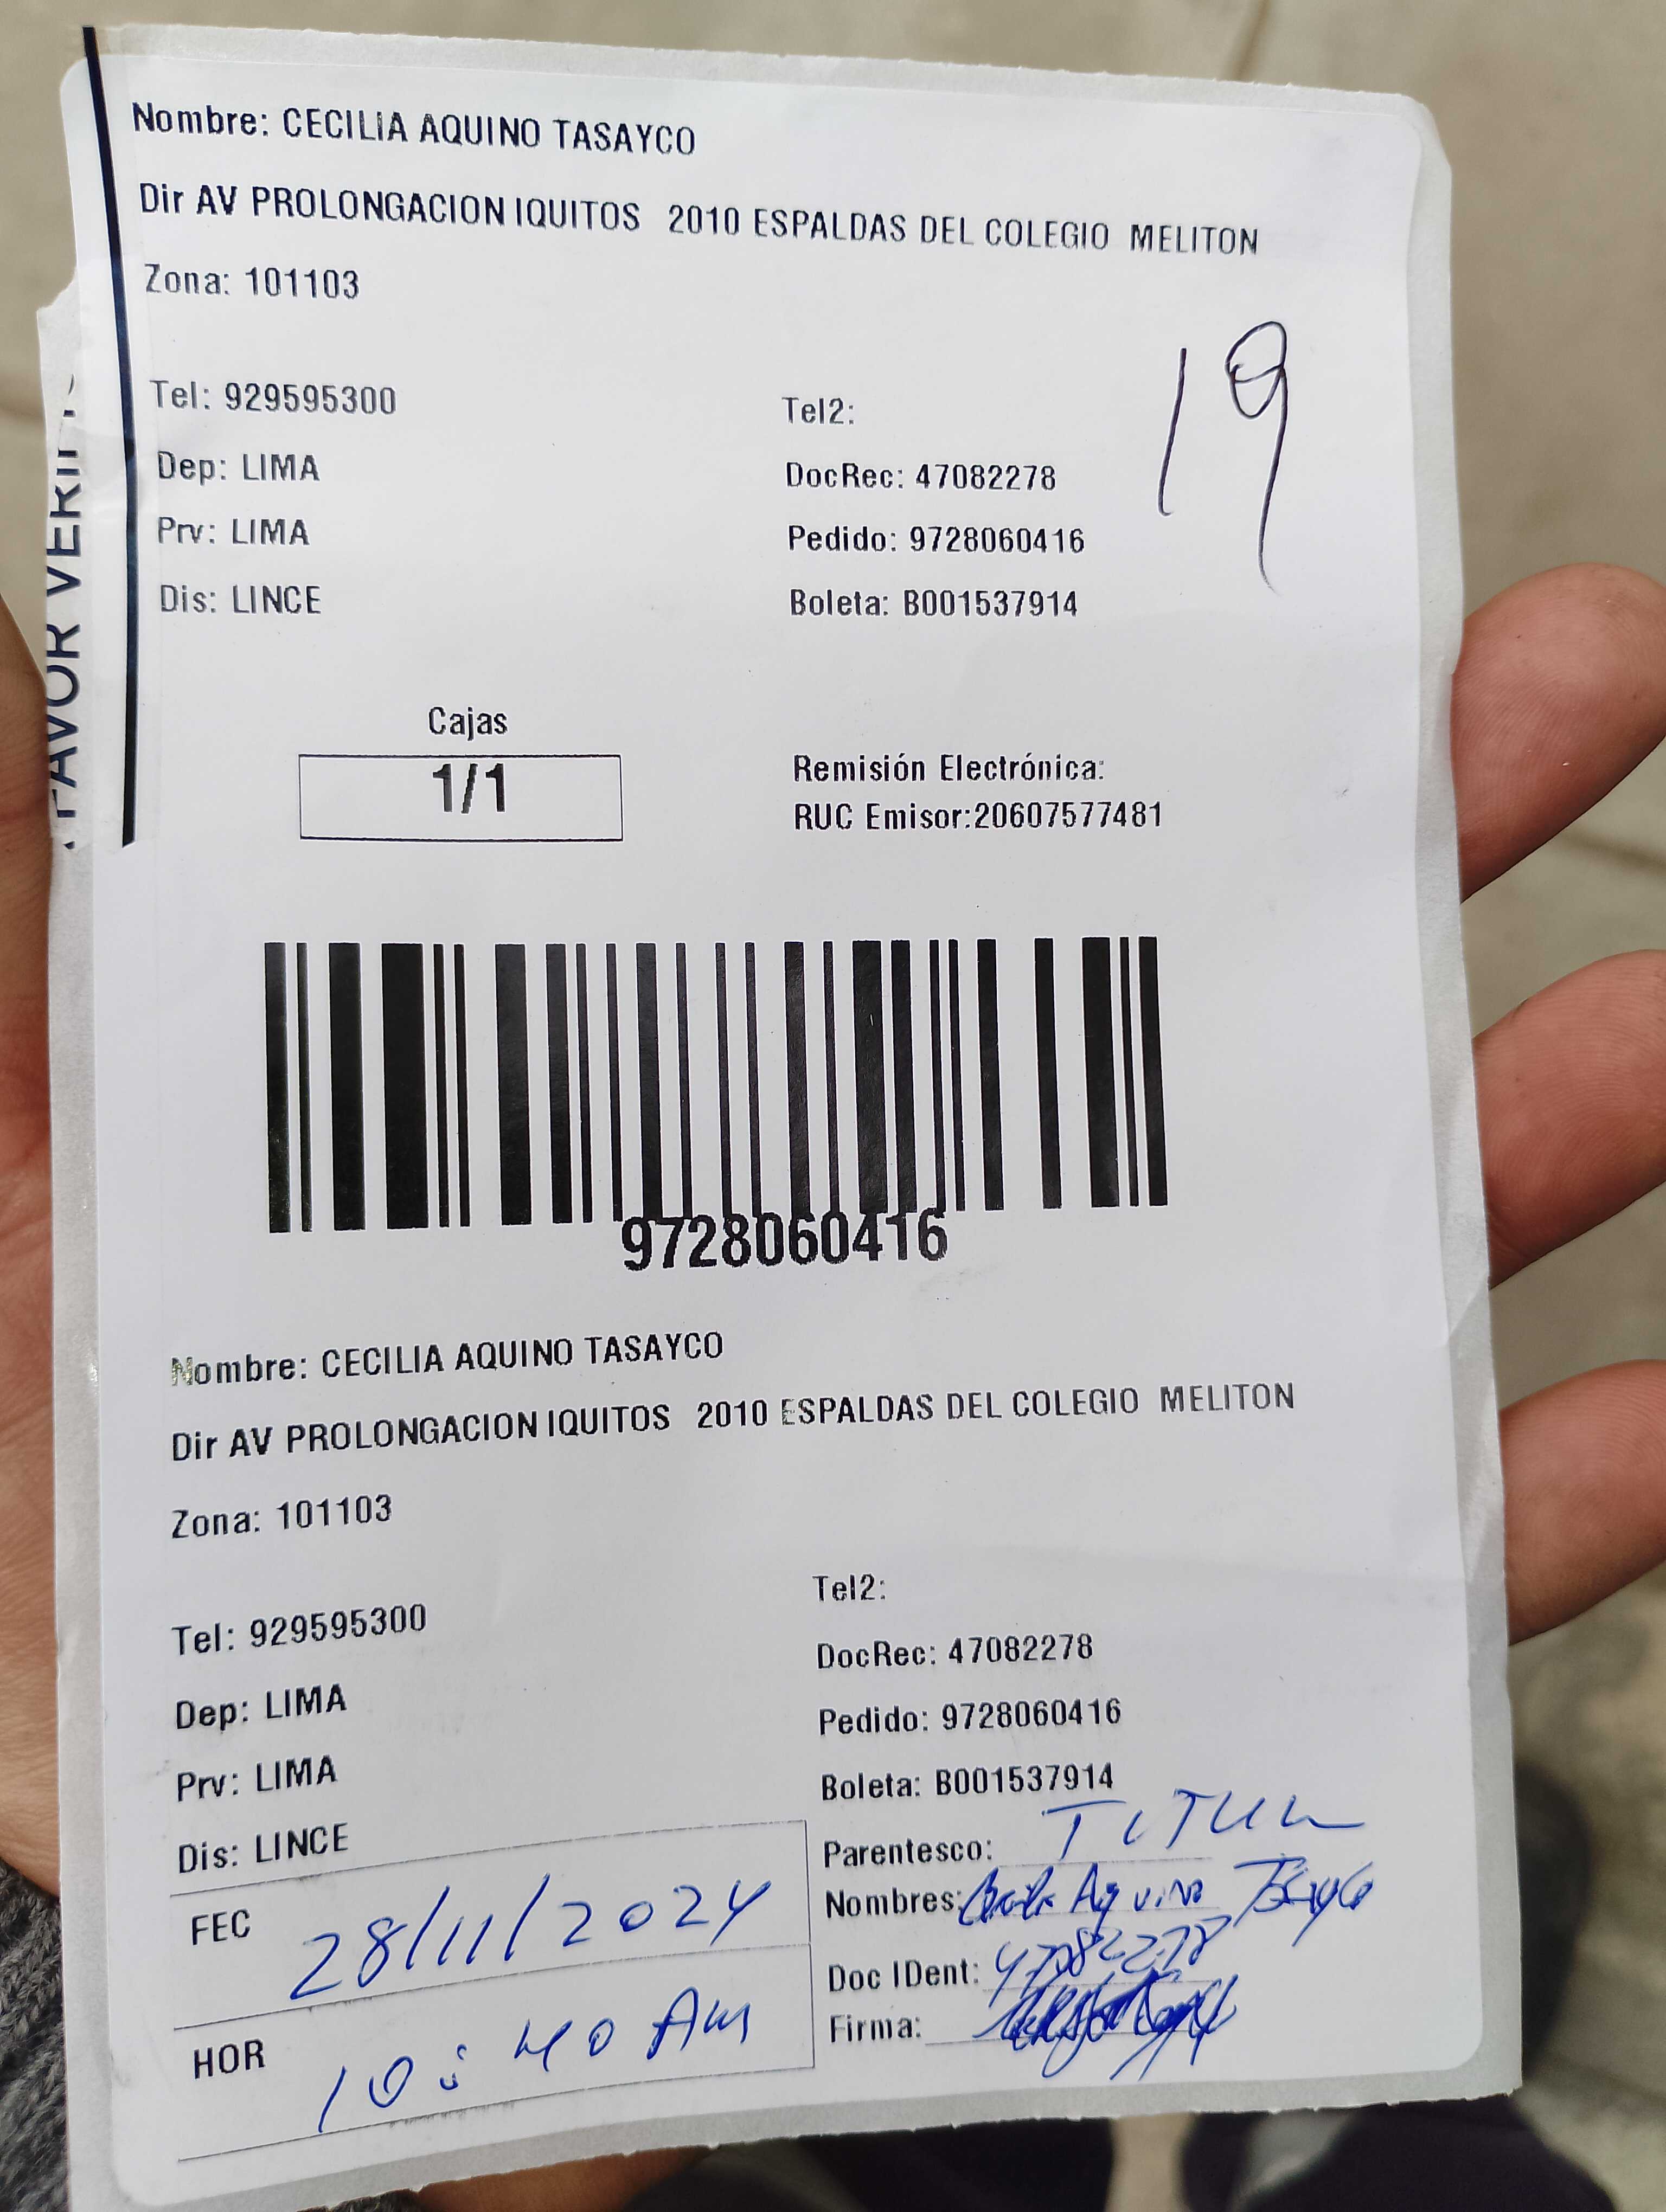 FAVOR VERIF
Nombre: CECILIA AQUINO TASAYCO
Dir AV PROLONGACION IQUITOS 2010 ESPALDAS DEL COLEGIO MELITON
Zona: 101103
19
Tel: 929595300
Tel2:
Dep: LIMA
DocRec: 47082278
Prv: LIMA
Pedido: 9728060416
Dis: LINCE
Boleta: B001537914
Cajas
1/1
Remisión Electrónica:
RUC Emisor:20607577481
9728060416
Nombre: CECILIA AQUINO TASAYCO
Dir AV PROLONGACION IQUITOS 2010 ESPALDAS DEL COLEGIO MELITON
Zona: 101103
Tel: 929595300
Tel2:
Dep: LIMA
DocRec: 47082278
Prv: LIMA
Pedido: 9728060416
Dis: LINCE
Boleta: B001537914
FEC 28/11/2024
HOR 10:40 AM
Parentesco:
Nombres: Aquino
Doc IDent: 47082278
Firma: